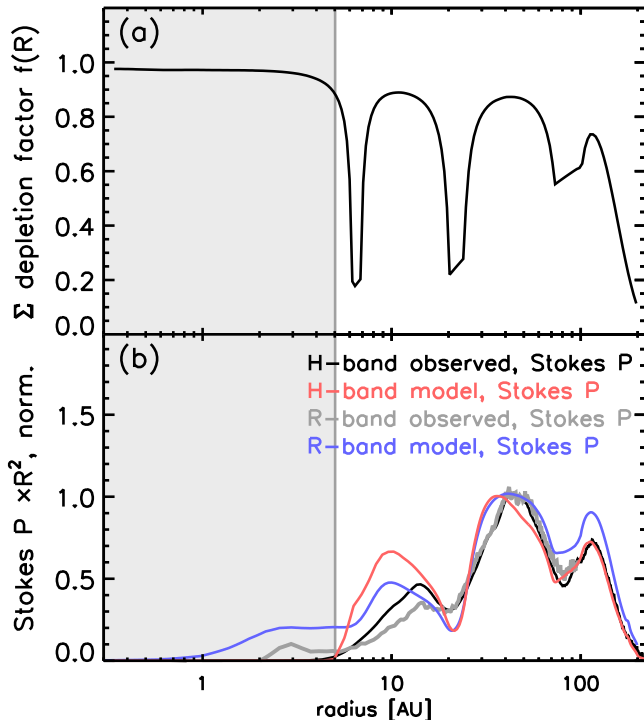 (a)
Σ depletion factor f(R)
1.0
0.8
0.6
0.4
0.2
0.0
(b)
H-band observed, Stokes P
H-band model, Stokes P
R-band observed, Stokes P
R-band model, Stokes P
Stokes P ×R², norm.
1.5
1.0
0.5
0.0
1 10 100
radius [AU]